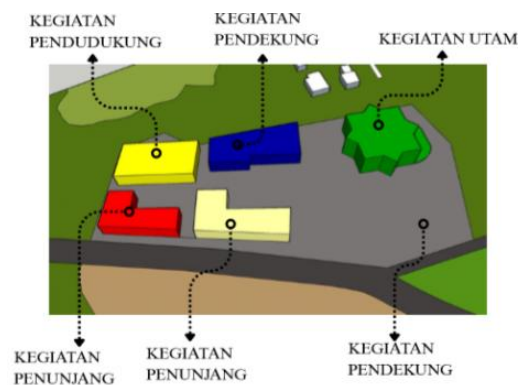 KEGIATAN
PENDUDUKUNG
KEGIATAN
PENDEKUNG
KEGIATAN UTAM
KEGIATAN
PENUNJANG
KEGIATAN
PENUNJANG
KEGIATAN
PENDEKUNG